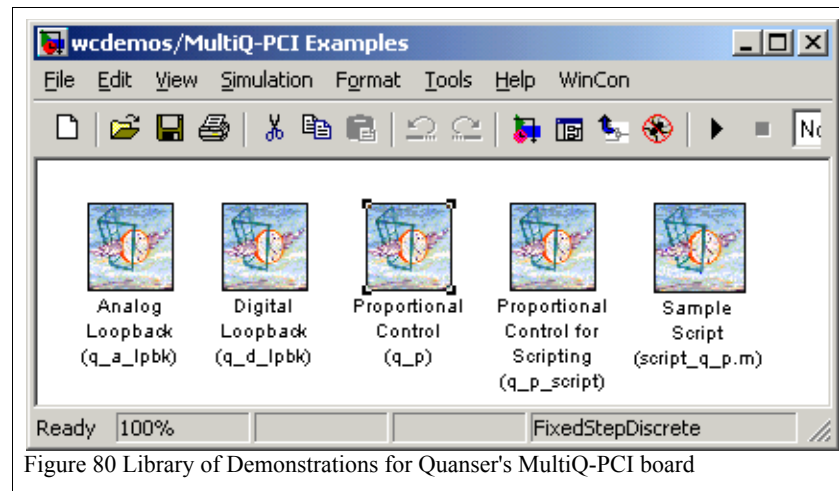 wcdemos/MultiQ-PCI Examples
File Edit View Simulation Format Tools Help WinCon
Analog
Loopback
(q_a_lpbk)
Digital
Loopback
(q_d_lpbk)
Proportional
Control
(q_p)
Proportional
Control for
Scripting
(q_p_script)
Sample
Script
(script_q_p.m)
Ready 100% FixedStepDiscrete
Figure 80 Library of Demonstrations for Quanser's MultiQ-PCI board